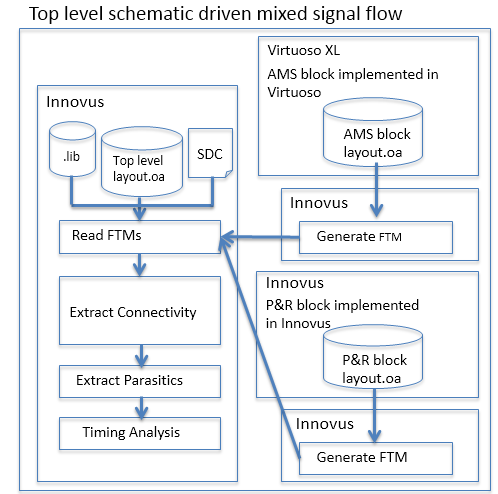 Top level schematic driven mixed signal flow
Innovus
.lib
Top level
layout.oa
SDC
Read FTMs
Extract Connectivity
Extract Parasitics
Timing Analysis
Virtuoso XL
AMS block implemented in
Virtuoso
AMS block
layout.oa
Innovus
Generate FTM
Innovus
P&R block implemented
in Innovus
P&R block
layout.oa
Innovus
Generate FTM